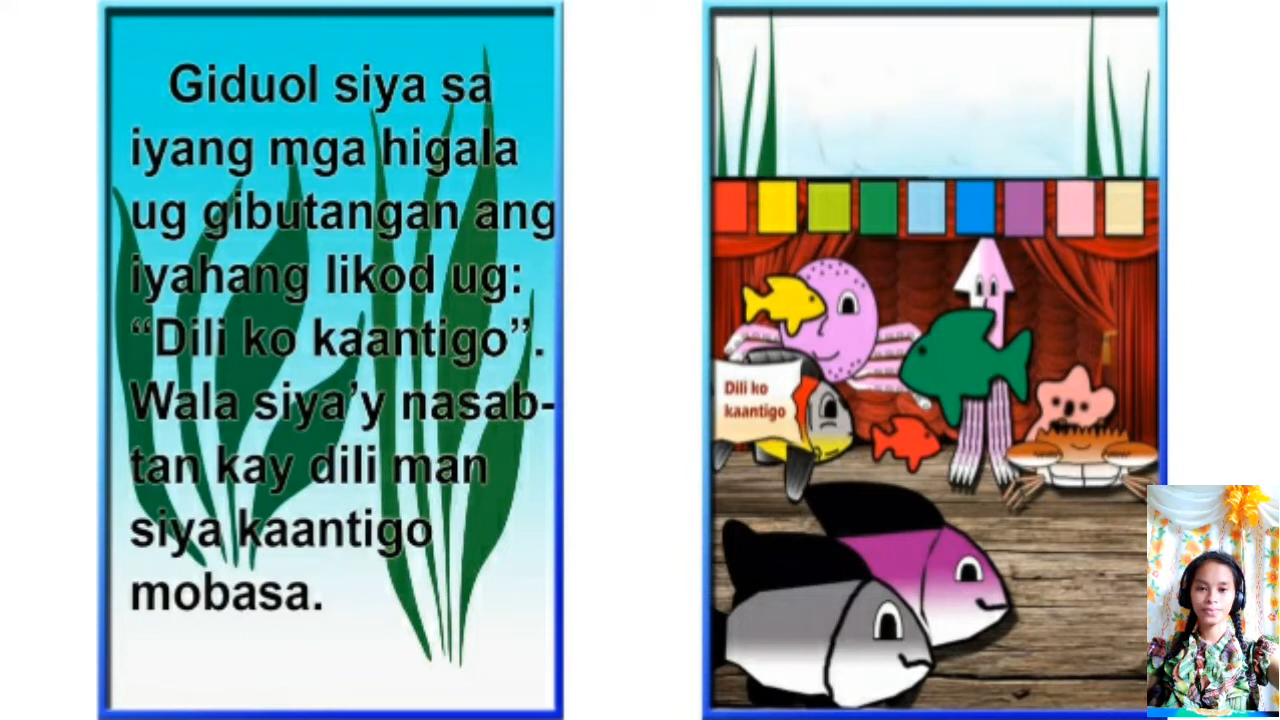 Giduol siya sa
iyang mga higala
ug gibutangan ang
iyahang likod ug:
“Dili ko kaantigo”.
Wala siya’y nasab-
tan kay dili man
siya kaantigo
mobasa.
Dili ko
kaantigo